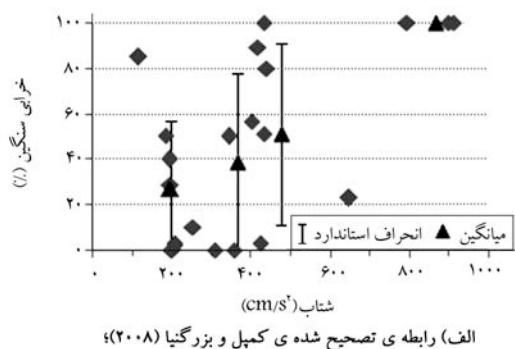 ۱۰۰
۸۰
۶۰
۴۰
۲۰
۰
خرابی سنگین (٪)
۰ ۲۰۰ ۴۰۰ ۶۰۰ ۸۰۰ ۱۰۰۰
میانگین انحراف استاندارد
شتاب (cm/s²)
الف) رابطه ی تصحیح شده ی کمپل و بزرگنیا (۲۰۰۸)؛